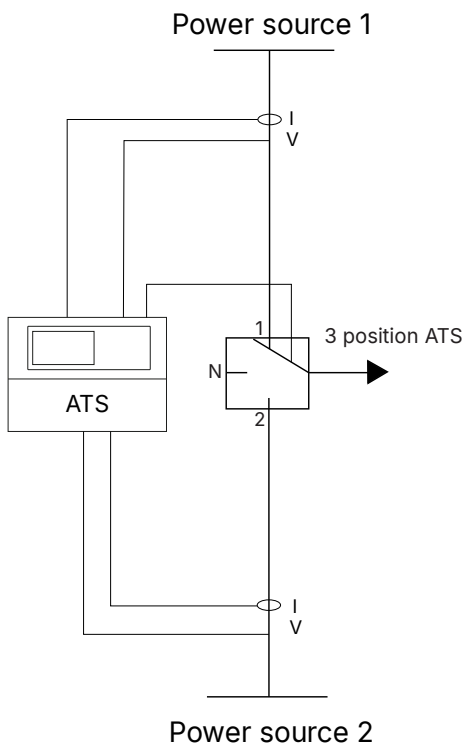 Power source 1
I
V
1
3 position ATS
N
ATS
2
I
V
Power source 2